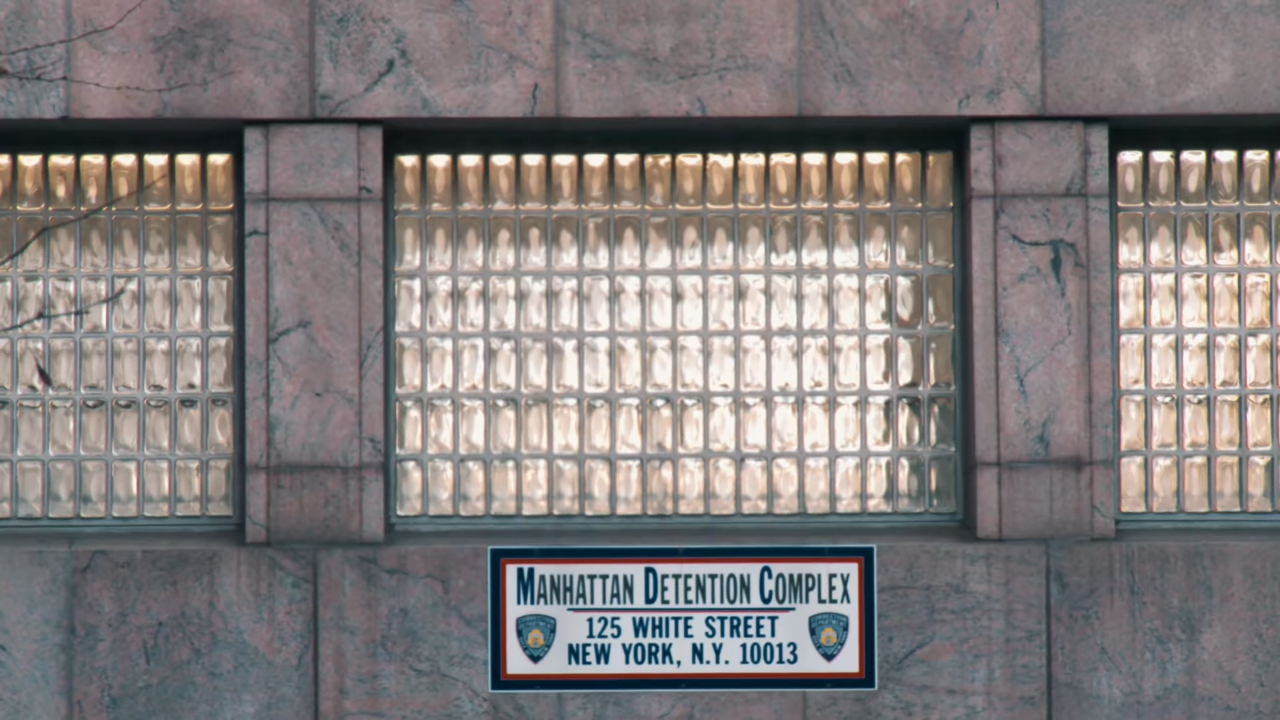 MANHATTAN DETENTION COMPLEX
125 WHITE STREET
NEW YORK, N.Y. 10013